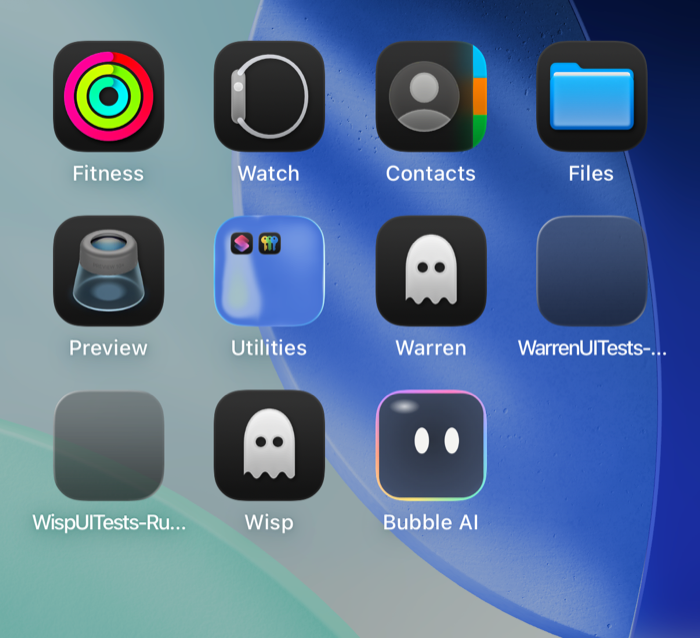 Fitness
Watch
Contacts
Files
Preview
Utilities
Warren
WarrenUITests-...
WispUITests-Ru...
Wisp
Bubble AI